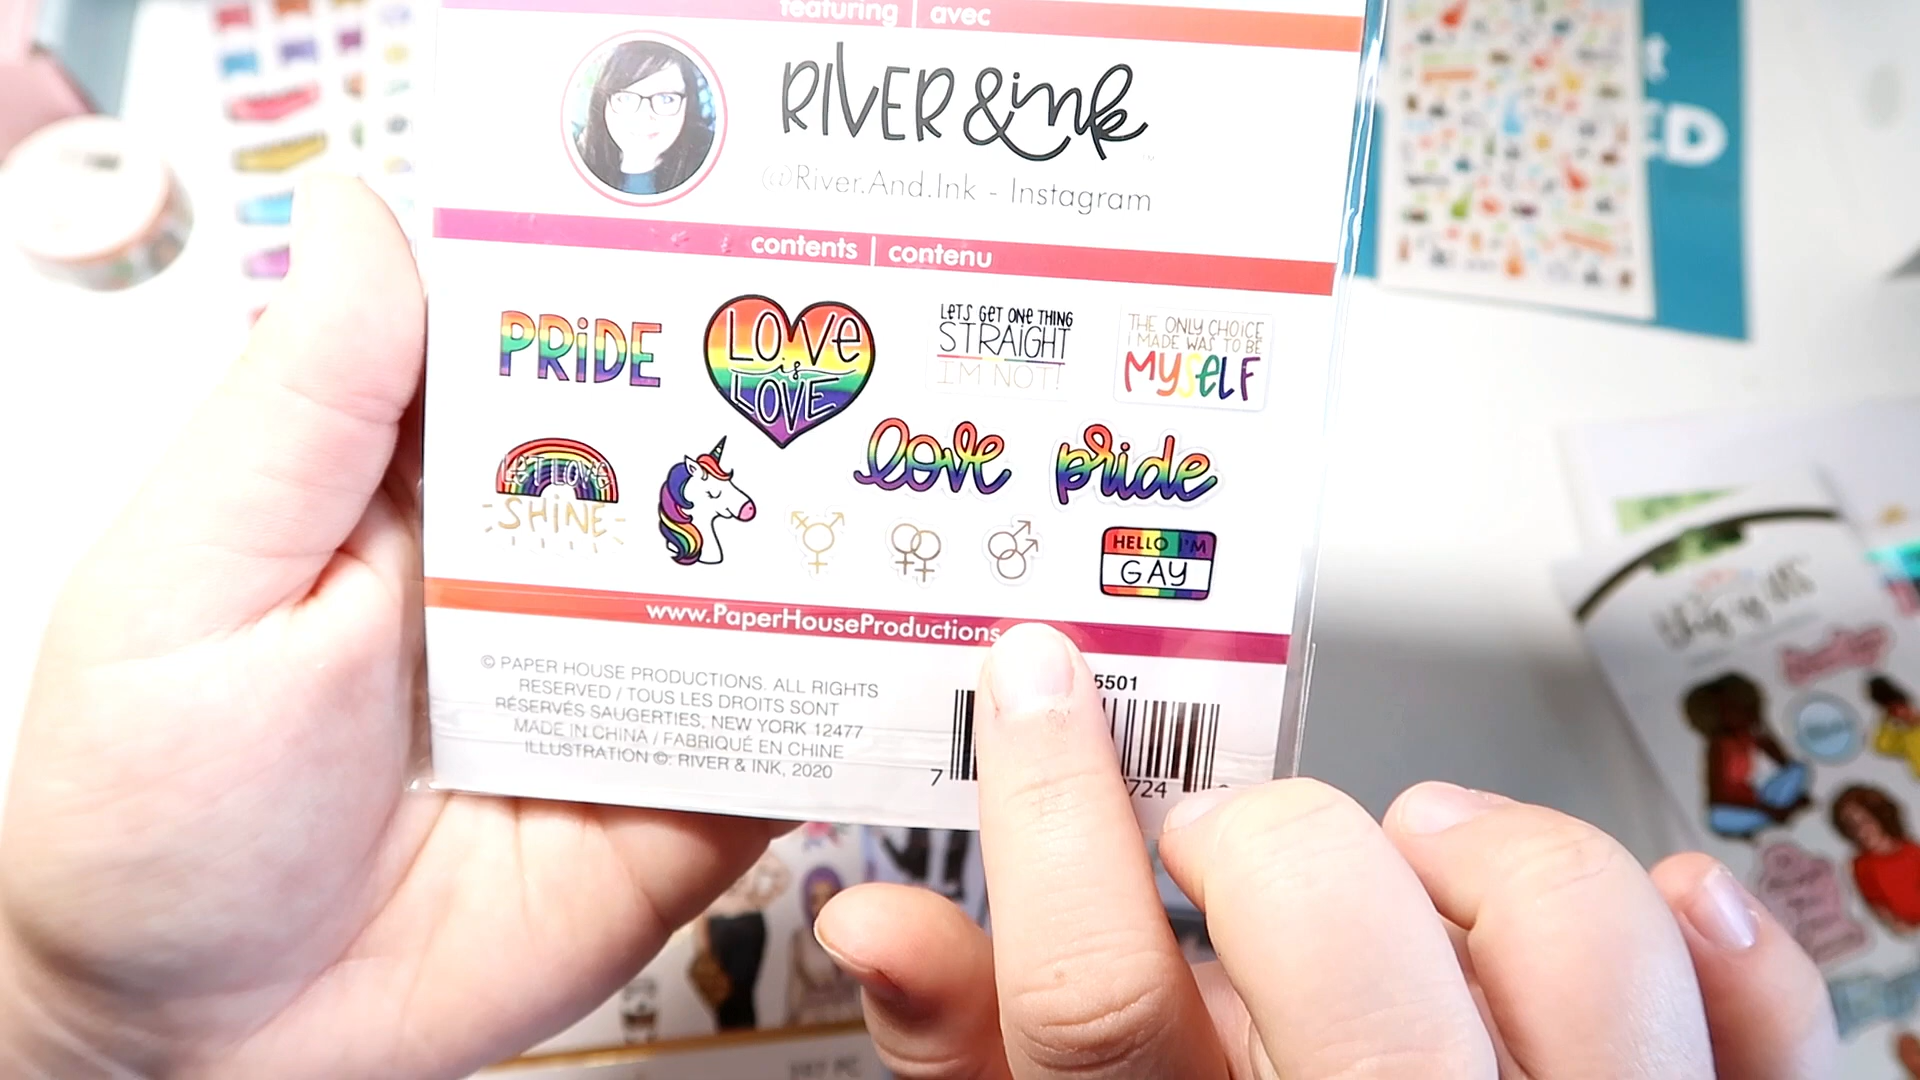 featuring | avec
RIVER & ink
@River.And.Ink - Instagram
contents | contenu
PRiDE
LOVe
is
LOVE
LETS GET ONE THING
STRAIGHT
I'M NOT!
THE ONLY CHOICE
I MADE WAS TO BE
MYSELF
LET LOVE
SHINE
love
pride
HELLO I'M
GAY
www.PaperHouseProductions
© PAPER HOUSE PRODUCTIONS. ALL RIGHTS
RESERVED / TOUS LES DROITS SONT
RÉSERVÉS SAUGERTIES, NEW YORK 12477
MADE IN CHINA / FABRIQUÉ EN CHINE
ILLUSTRATION ©: RIVER & INK, 2020
5501
7
724